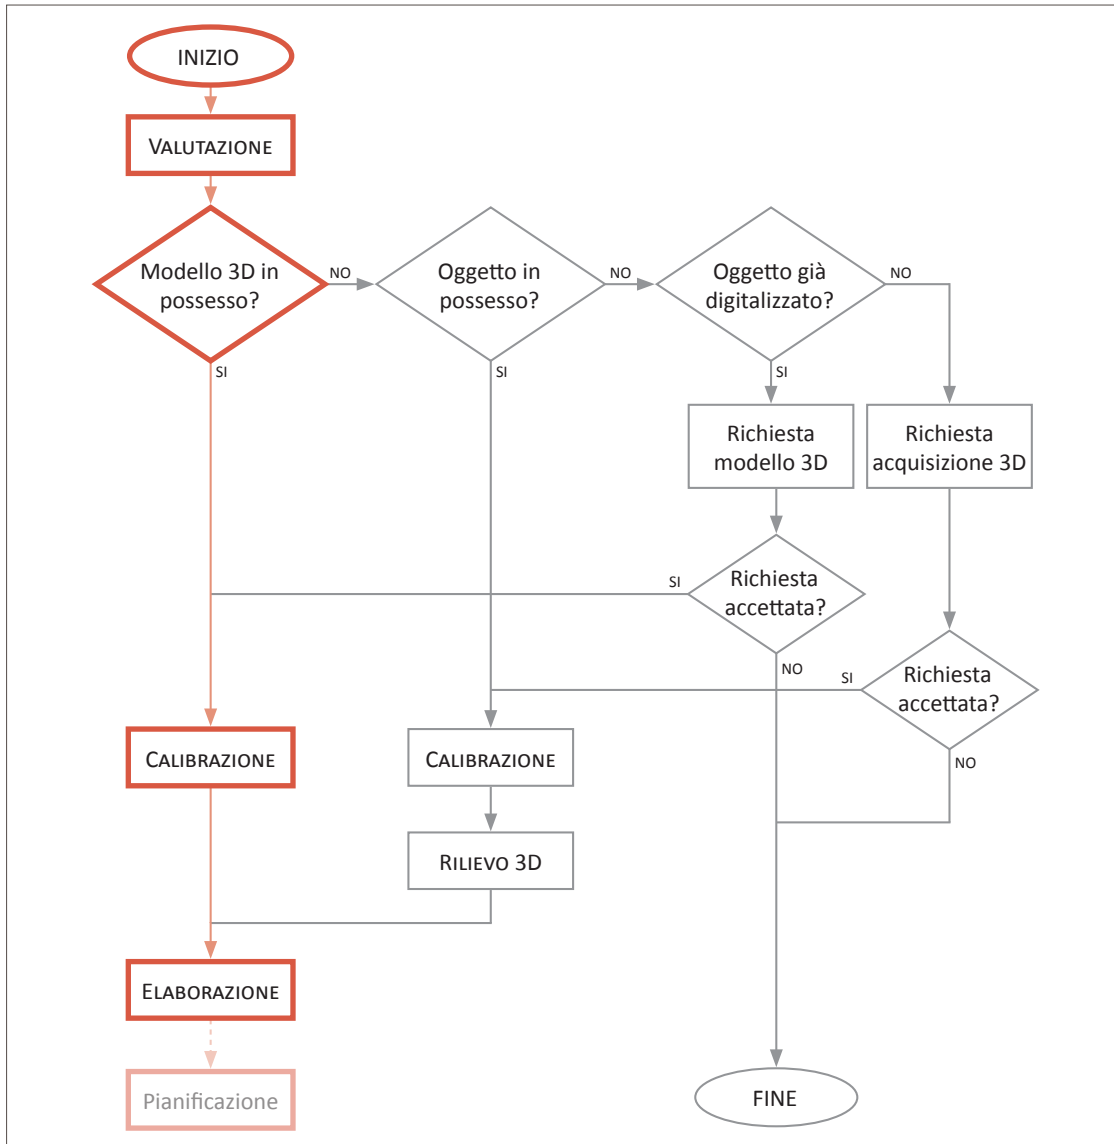 INIZIO
VALUTAZIONE
Modello 3D in
possesso?
NO
SI
Oggetto in
possesso?
NO
SI
Oggetto già
digitalizzato?
NO
SI
Richiesta
modello 3D
Richiesta
acquisizione 3D
Richiesta
accettata?
SI
NO
Richiesta
accettata?
SI
NO
CALIBRAZIONE
CALIBRAZIONE
RILIEVO 3D
ELABORAZIONE
Pianificazione
FINE